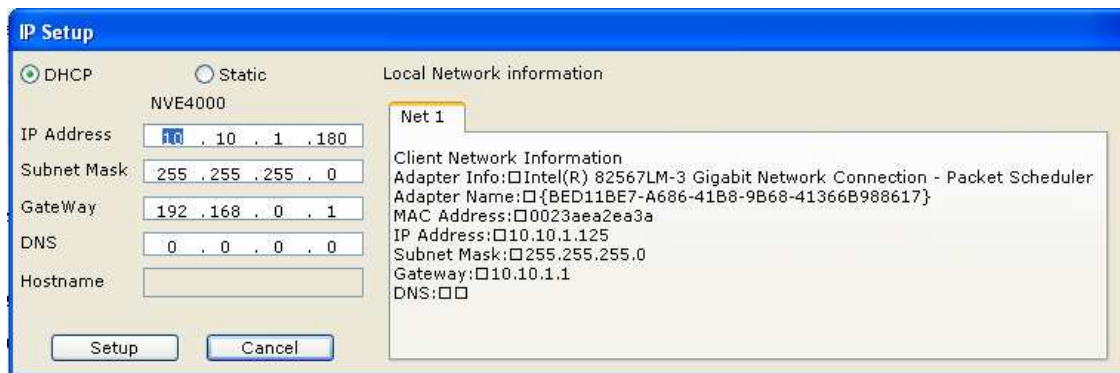 IP Setup
DHCP Static
NVE4000
IP Address 10 . 10 . 1 .180
Subnet Mask 255 .255 .255 . 0
GateWay 192 .168 . 0 . 1
DNS 0 . 0 . 0 . 0
Hostname
Setup Cancel
Local Network information
Net 1
Client Network Information
Adapter Info:□Intel(R) 82567LM-3 Gigabit Network Connection - Packet Scheduler
Adapter Name:□{BED11BE7-A686-41B8-9B68-41366B988617}
MAC Address:□0023aea2ea3a
IP Address:□10.10.1.125
Subnet Mask:□255.255.255.0
Gateway:□10.10.1.1
DNS:□□